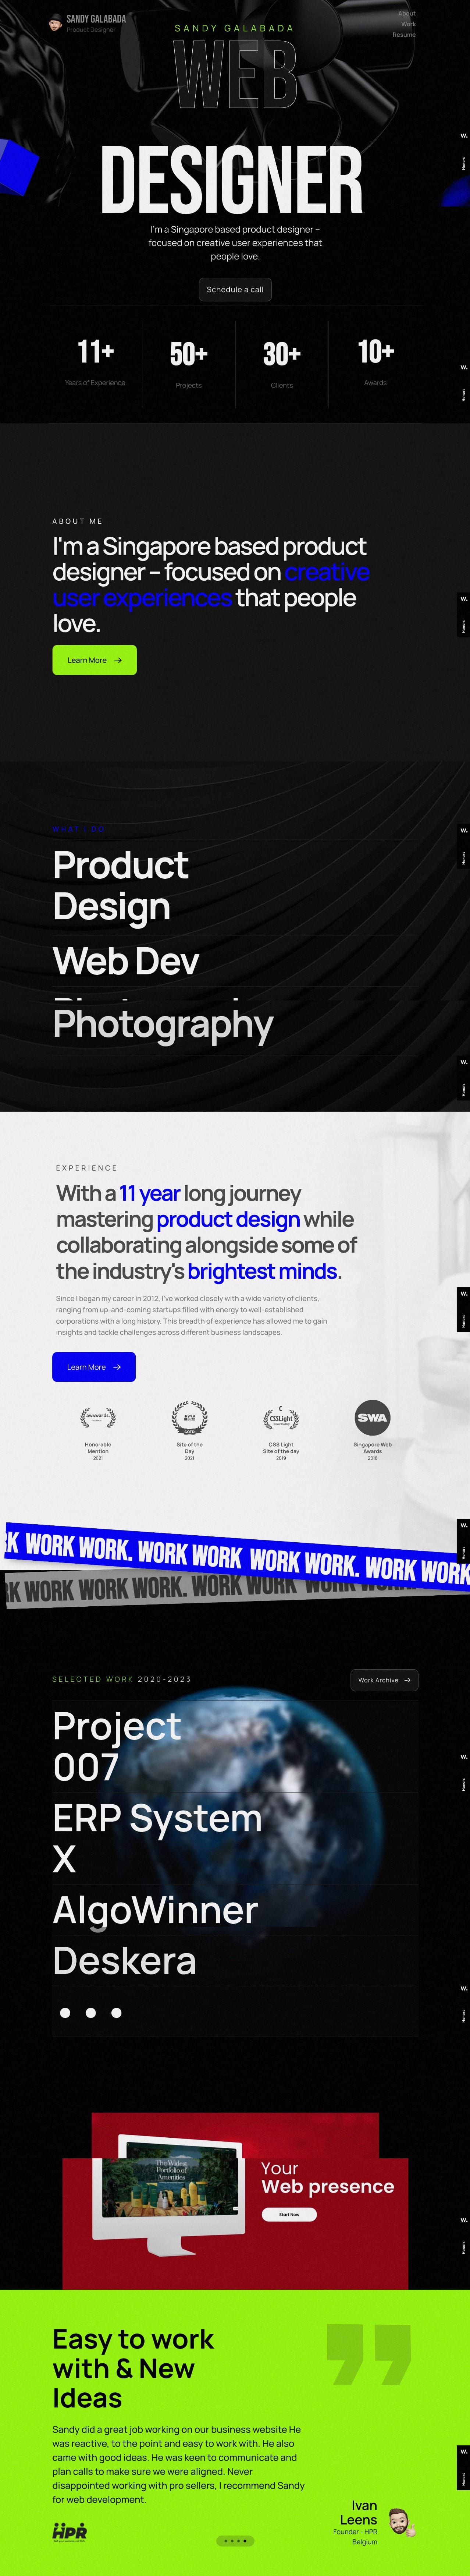 SANDY GALABADA
Product Designer
About
Work
Resume
SANDY GALABADA
WEB
DESIGNER
I'm a Singapore based product designer –
focused on creative user experiences that
people love.
Schedule a call
11+
Years of Experience
50+
Projects
30+
Clients
10+
Awards
W.
Honors
ABOUT ME
I'm a Singapore based product
designer – focused on creative
user experiences that people
love.
Learn More
WHAT I DO
Product
Design
Web Dev
Photography
EXPERIENCE
With a 11 year long journey
mastering product design while
collaborating alongside some of
the industry's brightest minds.
Since I began my career in 2012, I've worked closely with a wide variety of clients,
ranging from up-and-coming startups filled with energy to well-established
corporations with a long history. This breadth of experience has allowed me to gain
insights and tackle challenges across different business landscapes.
Learn More
awwwards.
Honorable
Mention
2021
Site of the
Day
2021
CSSLight
CSS Light
Site of the day
2019
SWA
Singapore Web
Awards
2018
RK WORK WORK. WORK WORK WORK WORK. WORK WORK
RK WORK WORK. WORK WORK WORK WORK. WORK
SELECTED WORK 2020-2023
Work Archive
Project
007
ERP System
X
AlgoWinner
Deskera
The Widest
Portfolio of
Amenities
Your
Web presence
Start Now
Easy to work
with & New
Ideas
Sandy did a great job working on our business website He
was reactive, to the point and easy to work with. He also
came with good ideas. He was keen to communicate and
plan calls to make sure we were aligned. Never
disappointed working with pro sellers, I recommend Sandy
for web development.
HPR
Ivan
Leens
Founder - HPR
Belgium